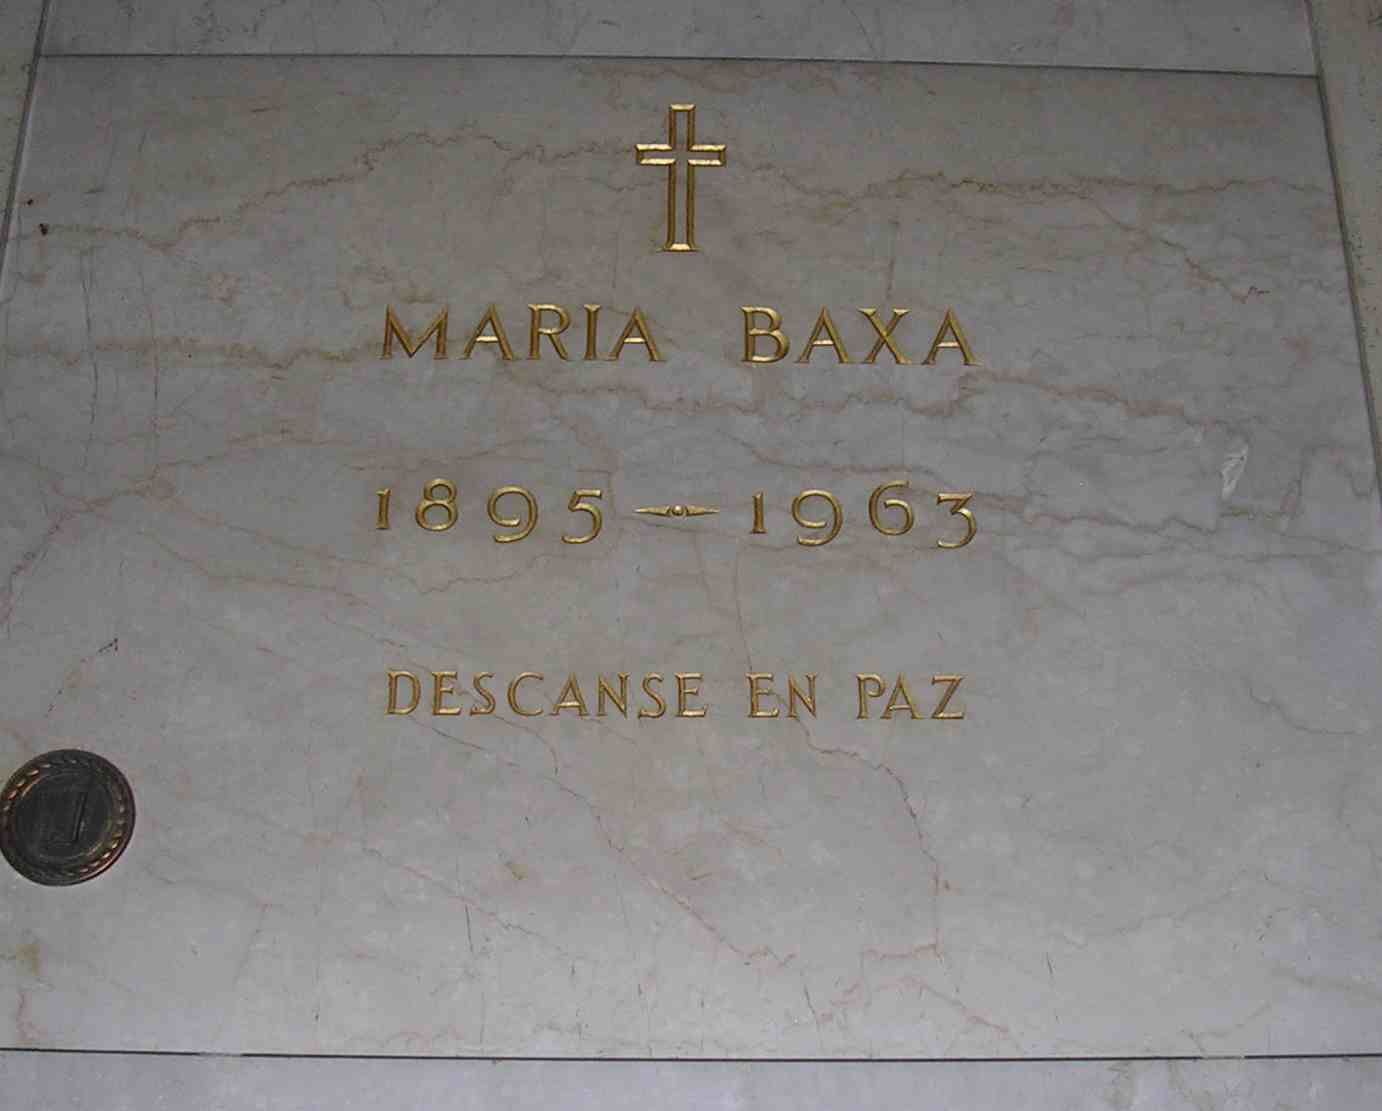 MARIA BAXA
1895-1963
DESCANSE EN PAZ